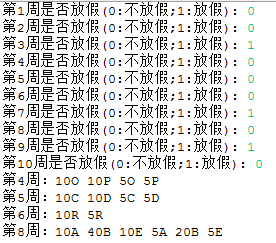 第1周是否放假(0:不放假;1:放假): 0
第2周是否放假(0:不放假;1:放假): 0
第3周是否放假(0:不放假;1:放假): 1
第4周是否放假(0:不放假;1:放假): 0
第5周是否放假(0:不放假;1:放假): 0
第6周是否放假(0:不放假;1:放假): 0
第7周是否放假(0:不放假;1:放假): 1
第8周是否放假(0:不放假;1:放假): 0
第9周是否放假(0:不放假;1:放假): 1
第10周是否放假(0:不放假;1:放假): 0
第4周: 10O 10P 5O 5P
第5周: 10C 10D 5C 5D
第6周: 10R 5R
第8周: 10A 40B 10E 5A 20B 5E